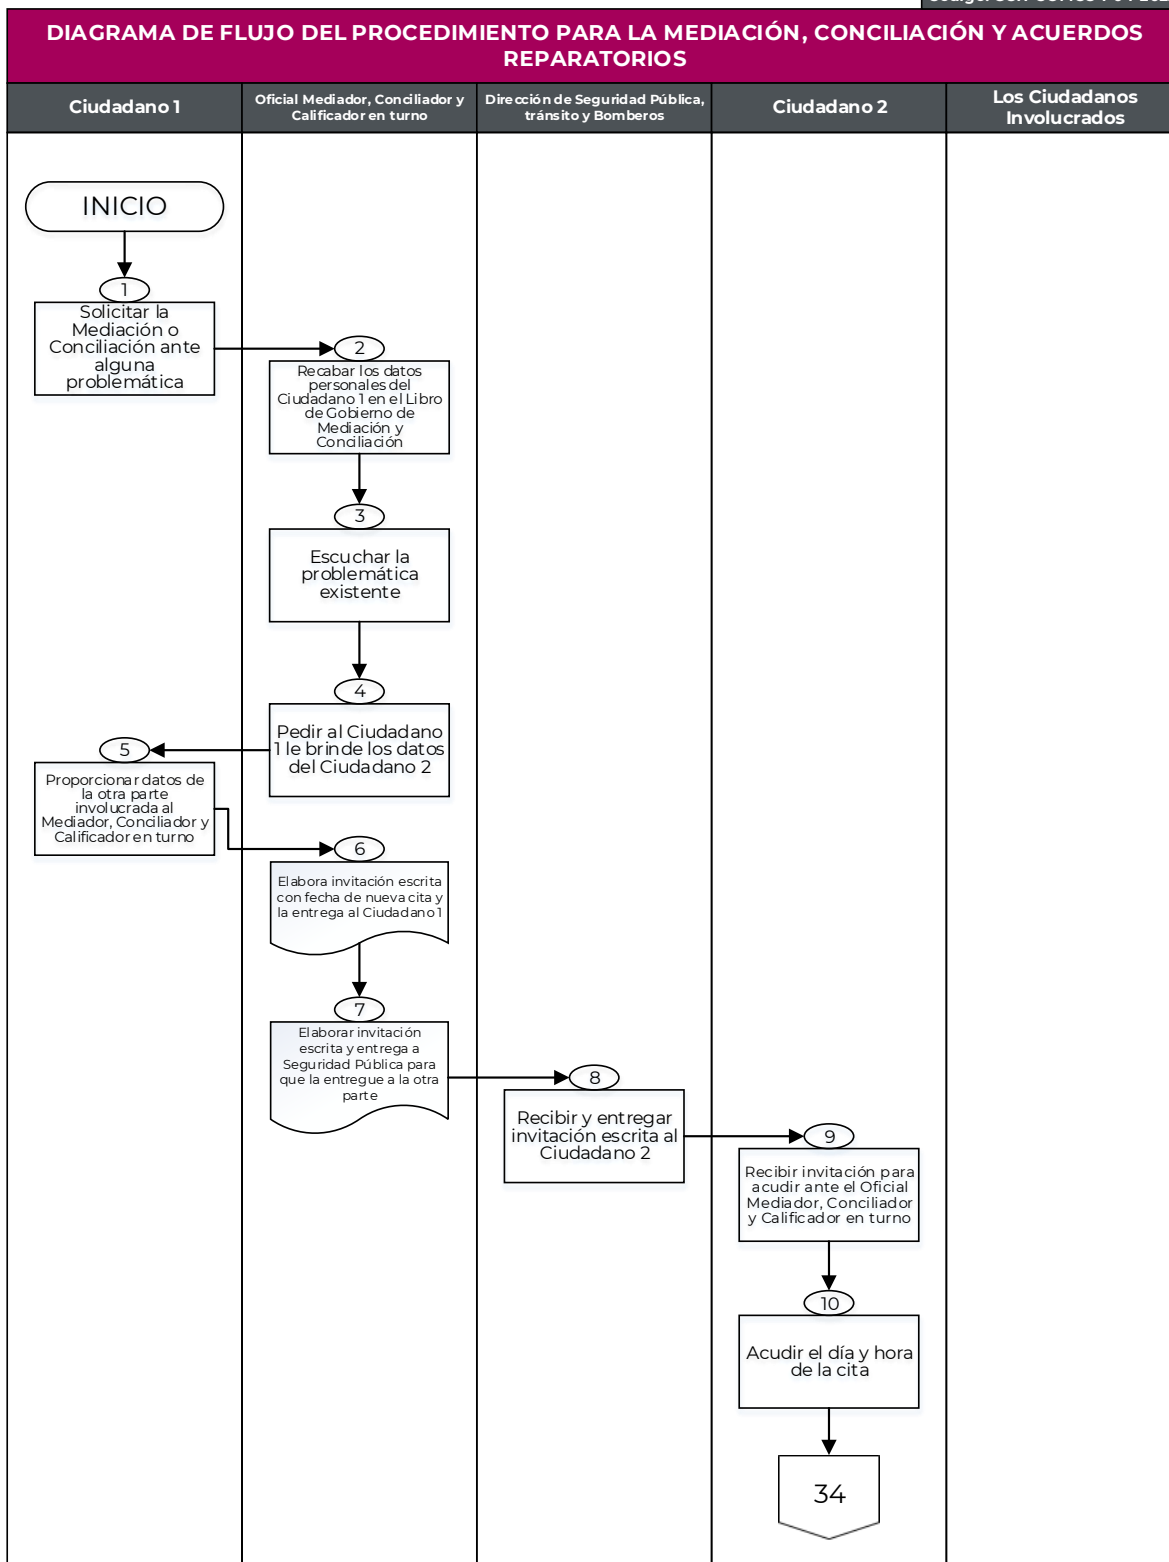 DIAGRAMA DE FLUJO DEL PROCEDIMIENTO PARA LA MEDIACIÓN, CONCILIACIÓN Y ACUERDOS
REPARATORIOS
Ciudadano 1
Oficial Mediador, Conciliador y
Calificador en turno
Dirección de Seguridad Pública,
tránsito y Bomberos
Ciudadano 2
Los Ciudadanos
Involucrados
INICIO
1
Solicitar la
Mediación o
Conciliación ante
alguna
problemática
2
Recabar los datos
personales del
Ciudadano 1 en el Libro
de Gobierno de
Mediación y
Conciliación
3
Escuchar la
problemática
existente
4
Pedir al Ciudadano
1 le brinde los datos
del Ciudadano 2
5
Proporcionar datos de
la otra parte
involucrada al
Mediador, Conciliador y
Calificador en turno
6
Elabora invitación escrita
con fecha de nueva cita y
la entrega al Ciudadano 1
7
Elaborar invitación
escrita y entrega a
Seguridad Pública para
que la entregue a la otra
parte
8
Recibir y entregar
invitación escrita al
Ciudadano 2
9
Recibir invitación para
acudir ante el Oficial
Mediador, Conciliador
y Calificador en turno
10
Acudir el día y hora
de la cita
34